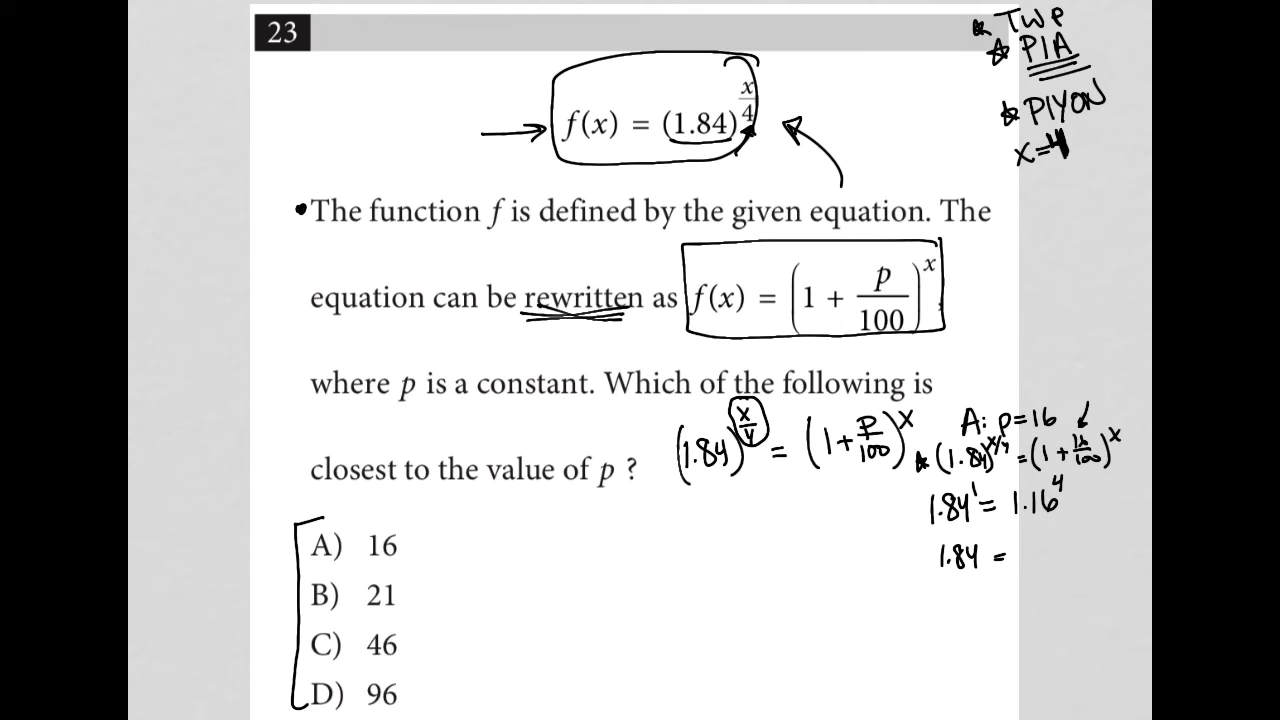 23
* TWP
* PIA
* PIYON
x=4
f(x) = (1.84)^(x/4)
• The function f is defined by the given equation. The
equation can be rewritten as f(x) = (1 + p/100)^x
where p is a constant. Which of the following is
closest to the value of p ?
(1.84)^(x/4) = (1 + P/100)^x
A: p=16
* (1.84)^(x/4) = (1 + 16/100)^x
1.84^1 = 1.16^4
1.84 =
A) 16
B) 21
C) 46
D) 96